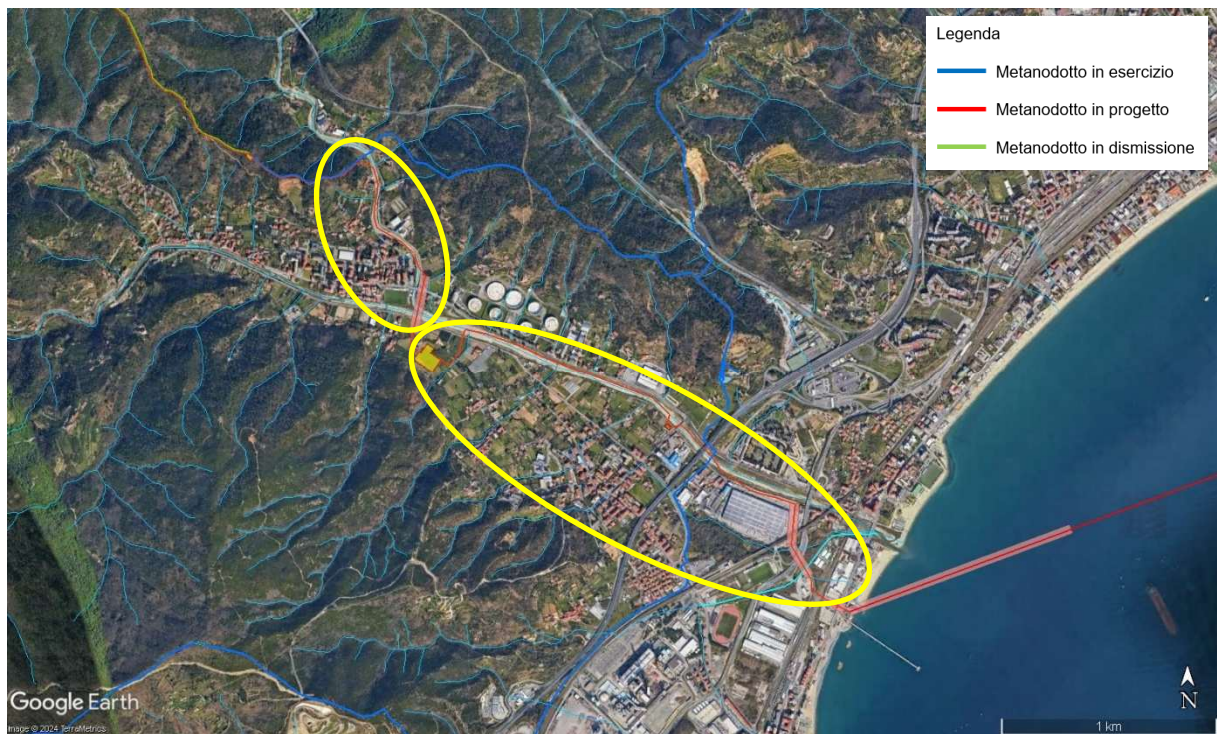 Legenda
Metanodotto in esercizio
Metanodotto in progetto
Metanodotto in dismissione
Google Earth
Image © 2024 TerraMetrics
N
1 km